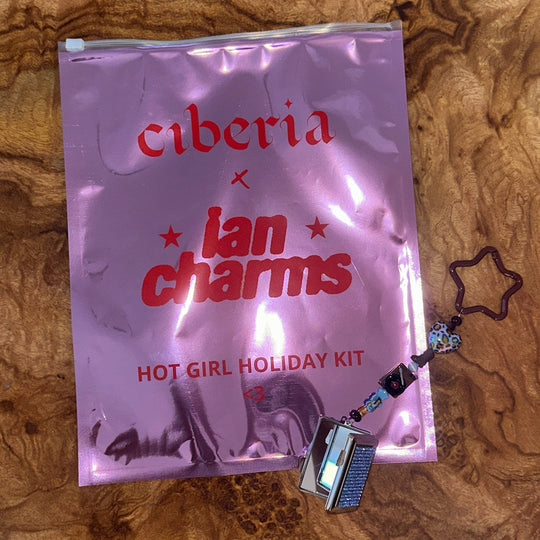 ciberia
x
ian
charms
HOT GIRL HOLIDAY KIT
<3